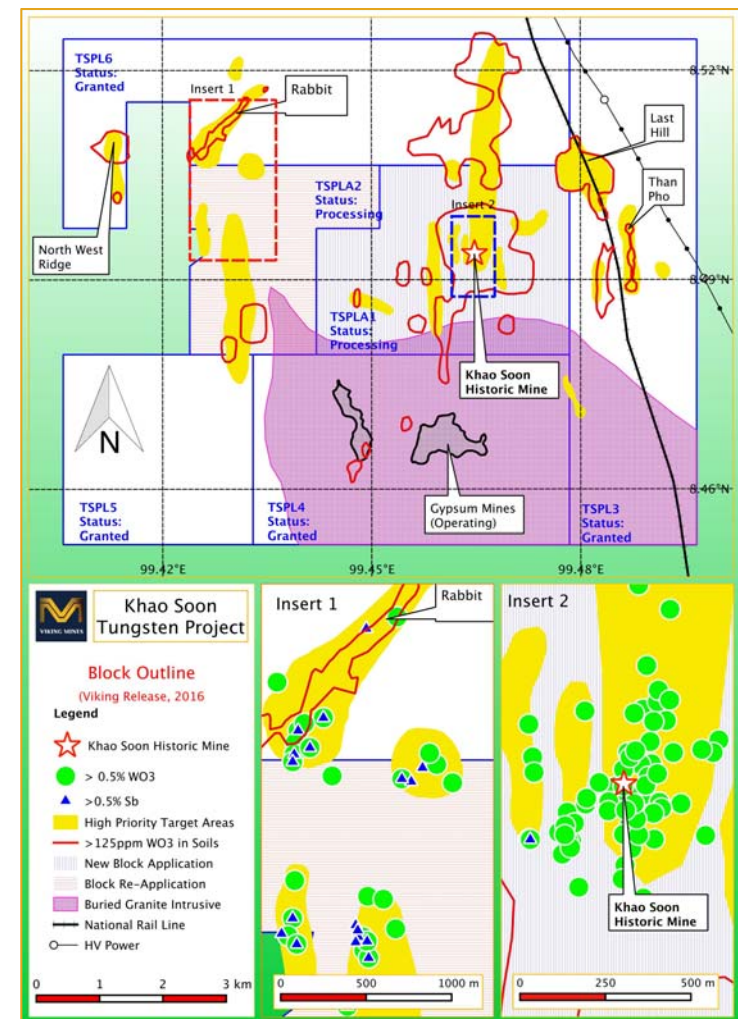 TSPL6
Status:
Granted
Insert 1
Rabbit
8.52°N
Last
Hill
Than
Pho
TSPLA2
Status:
Processing
Insert 2
North West
Ridge
8.49°N
TSPLA1
Status:
Processing
Khao Soon
Historic Mine
N
TSPL5
Status:
Granted
TSPL4
Status:
Granted
Gypsum Mines
(Operating)
TSPL3
Status:
Granted
8.46°N
99.42°E
99.45°E
99.48°E
VIKING MINES
Khao Soon
Tungsten Project
Block Outline
(Viking Release, 2016
Legend
Khao Soon Historic Mine
> 0.5% WO3
>0.5% Sb
High Priority Target Areas
>125ppm WO3 in Soils
New Block Application
Block Re-Application
Buried Granite Intrusive
National Rail Line
HV Power
0 1 2 3 km
Insert 1
Rabbit
0 500 1000 m
Insert 2
Khao Soon
Historic Mine
0 250 500 m